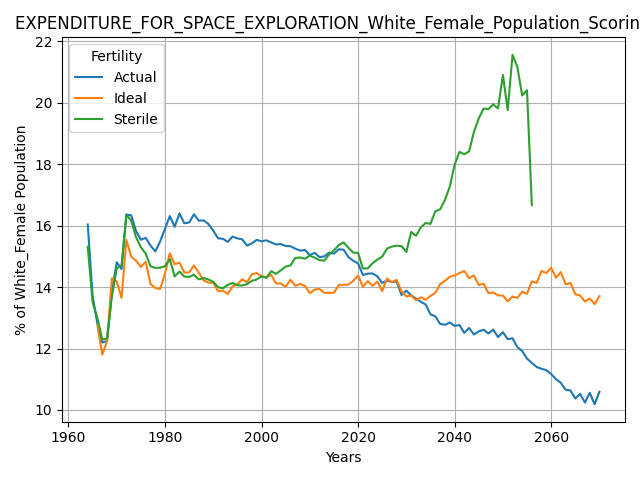 EXPENDITURE_FOR_SPACE_EXPLORATION_White_Female_Population_Scorin
% of White_Female Population
22
20
18
16
14
12
10
Fertility
Actual
Ideal
Sterile
1960
1980
2000
2020
2040
2060
Years